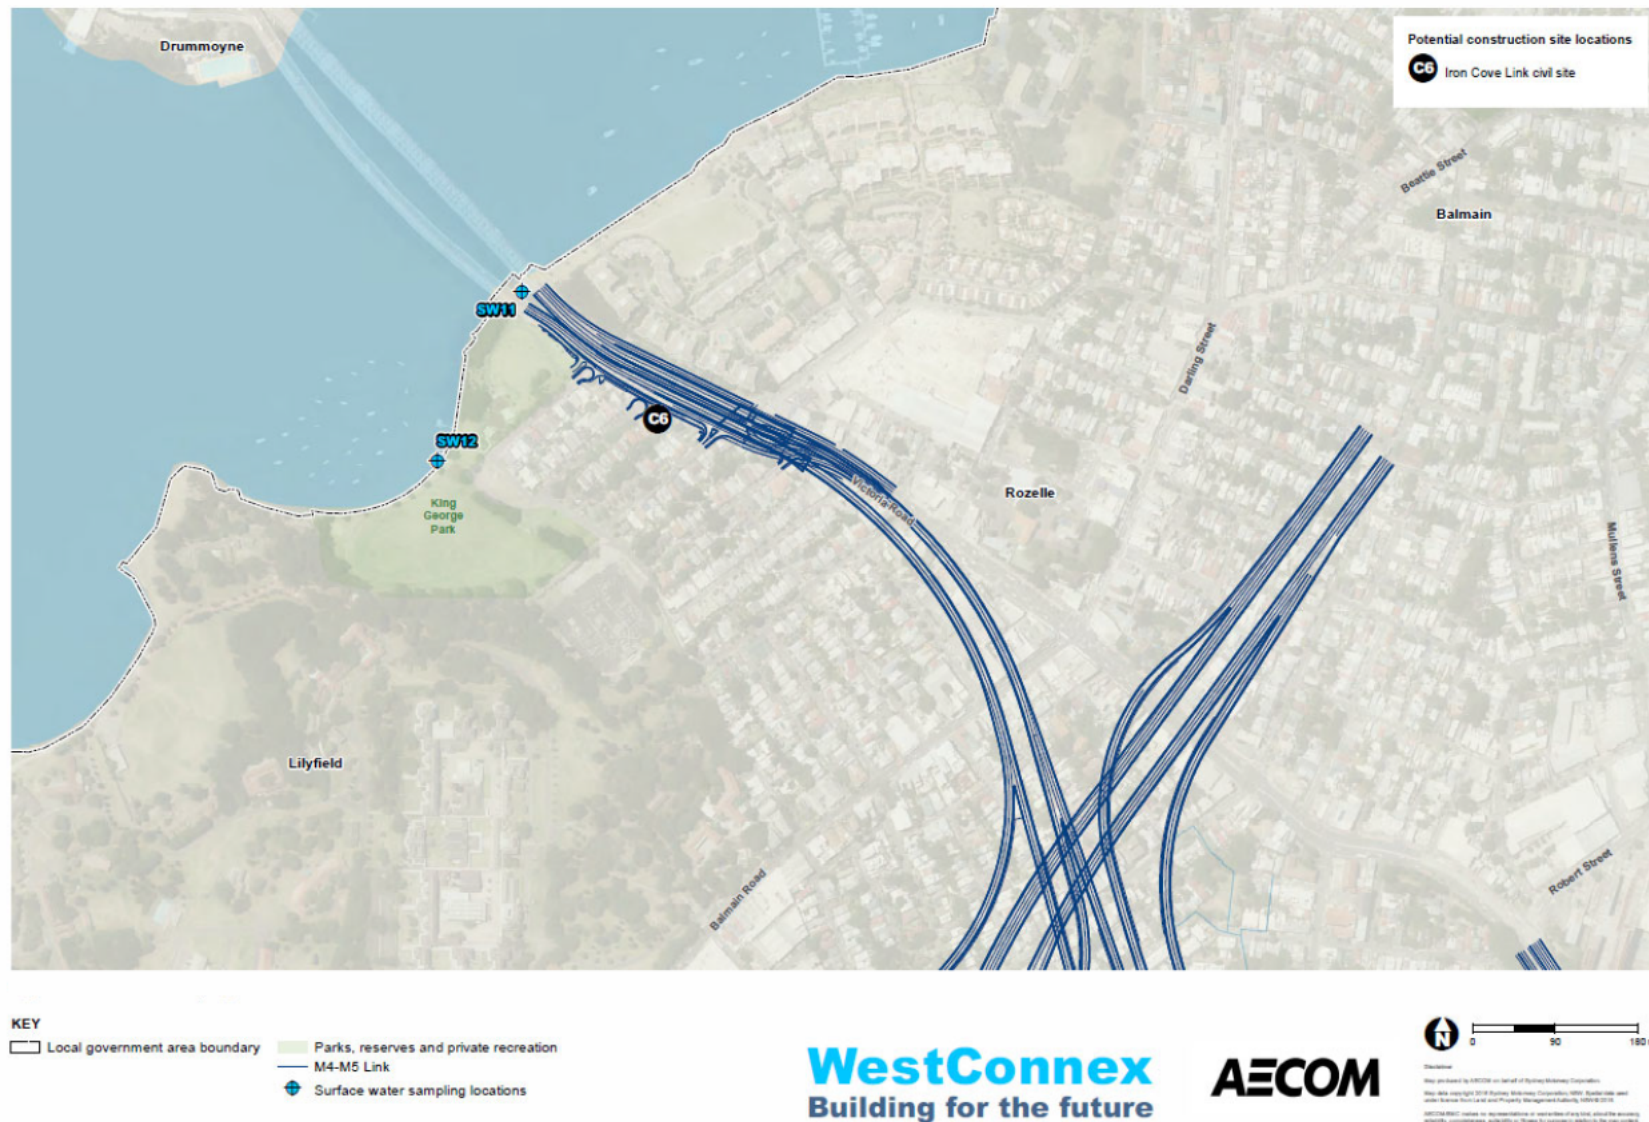 Drummoyne
Potential construction site locations
C6 Iron Cove Link civil site
Beattie Street
Balmain
SW11
Darling Street
C6
SW12
King
George
Park
Victoria Road
Rozelle
Mullens Street
Lilyfield
Balmain Road
Robert Street
KEY
Local government area boundary
Parks, reserves and private recreation
M4-M5 Link
Surface water sampling locations
WestConnex
Building for the future
AECOM
N
0 90 180
Disclaimer